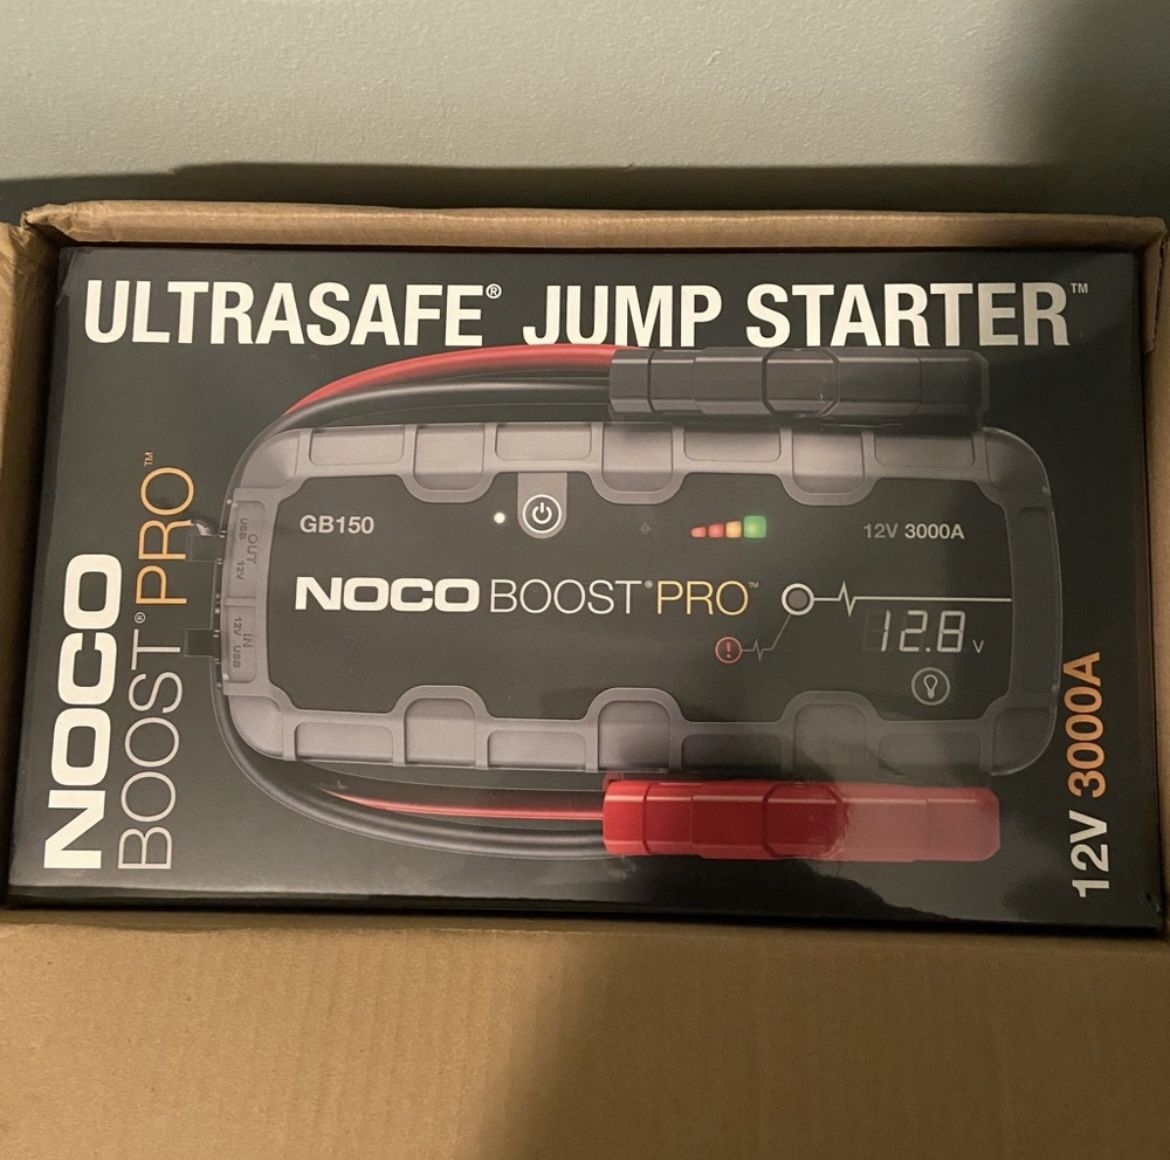 ULTRASAFE® JUMP STARTER™
NOCO
BOOST®PRO™
GB150
12V 3000A
NOCO BOOST®PRO™
12.8 V
OUT
USB 12V
IN
12V USB
12V 3000A